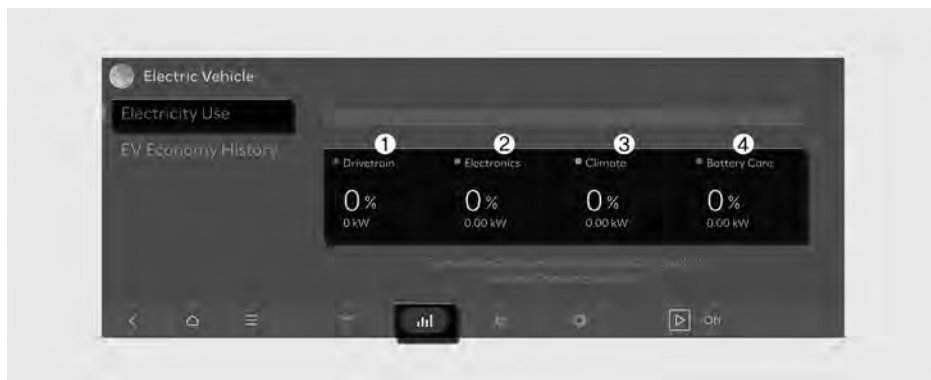 Electric Vehicle
Electricity Use
EV Economy History
1 2 3 4
Drivetrain Electronics Climate Battery Care
0 % 0 % 0 % 0 %
0 kW 0.00 kW 0.00 kW 0.00 kW
Off